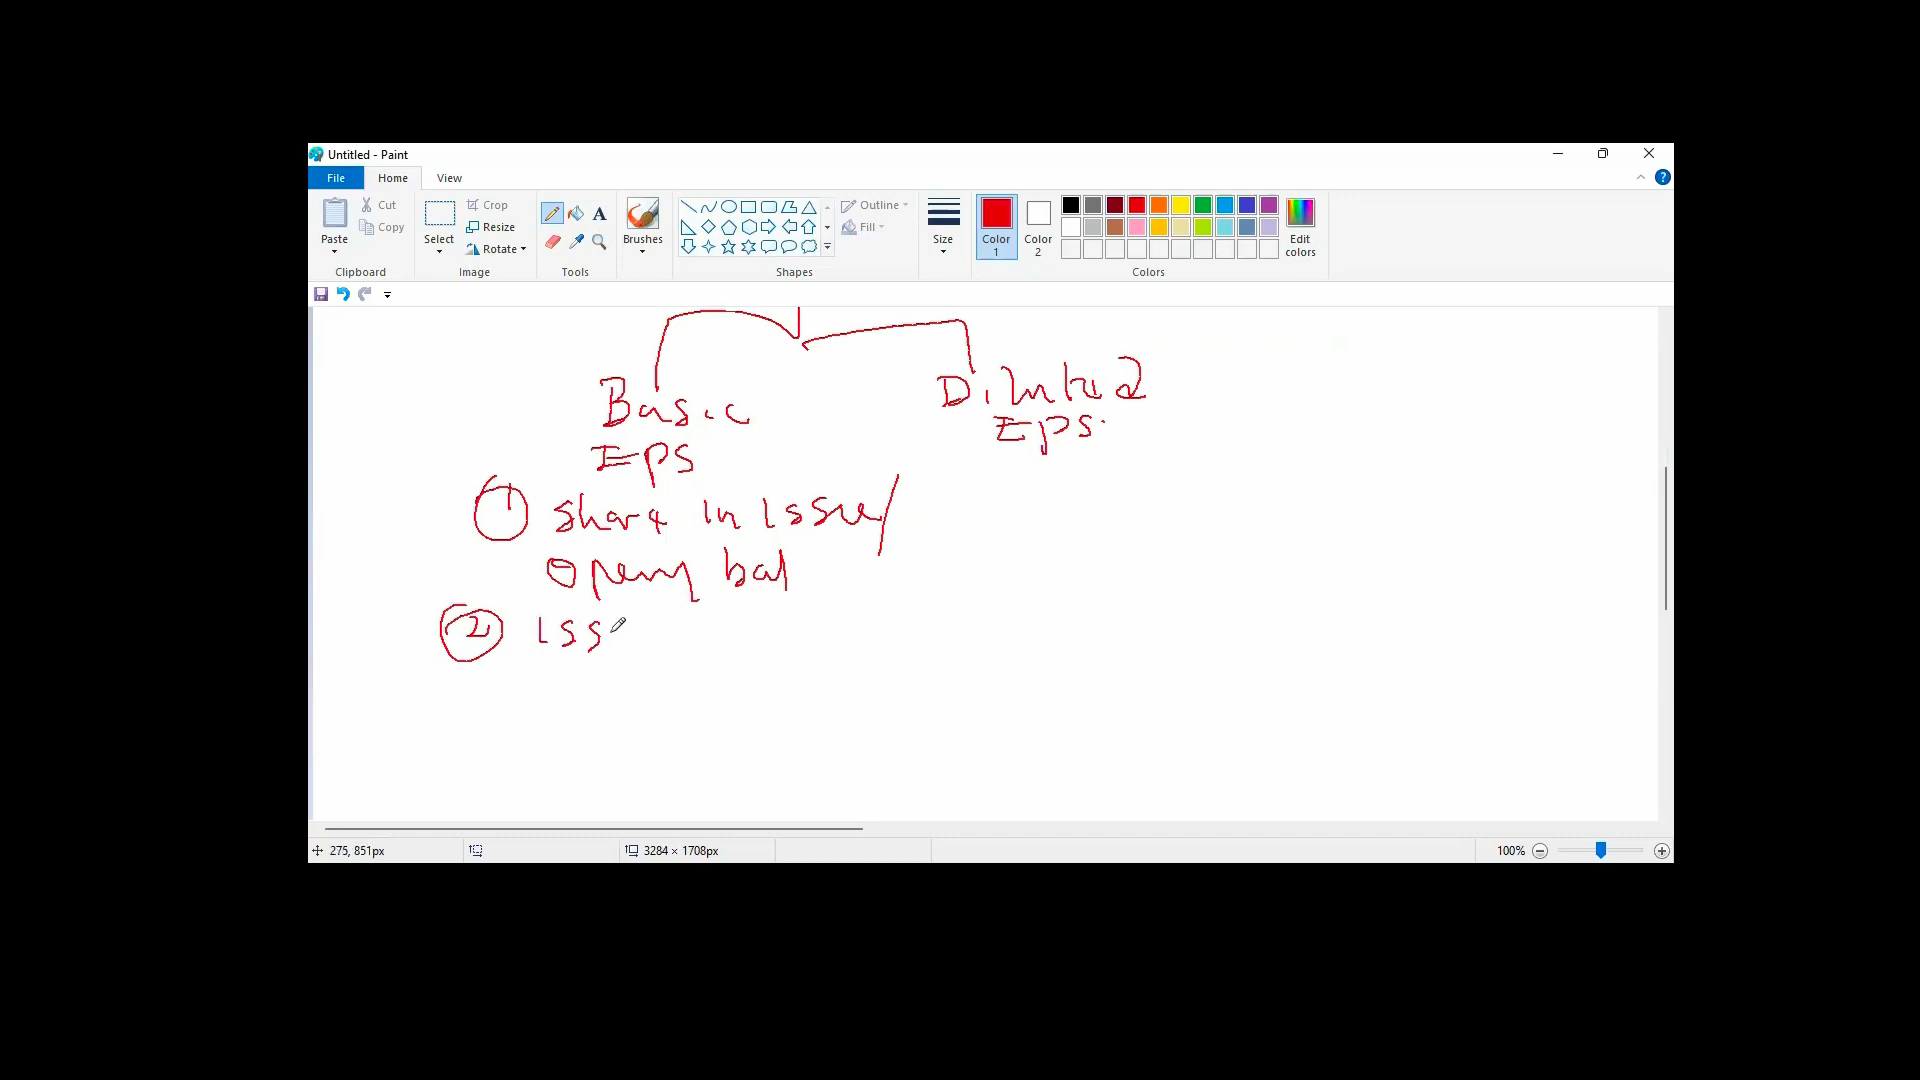 Untitled - Paint
File Home View
Paste Cut Copy Clipboard
Select Crop Resize Rotate Image
Tools
Brushes
Outline Fill Shapes
Size
Color 1 Color 2 Edit colors Colors
Basic
EPS
Diluted
EPS.
1 share in Issue/
Opening bal
2 Iss
275, 851px 3284 × 1708px 100%